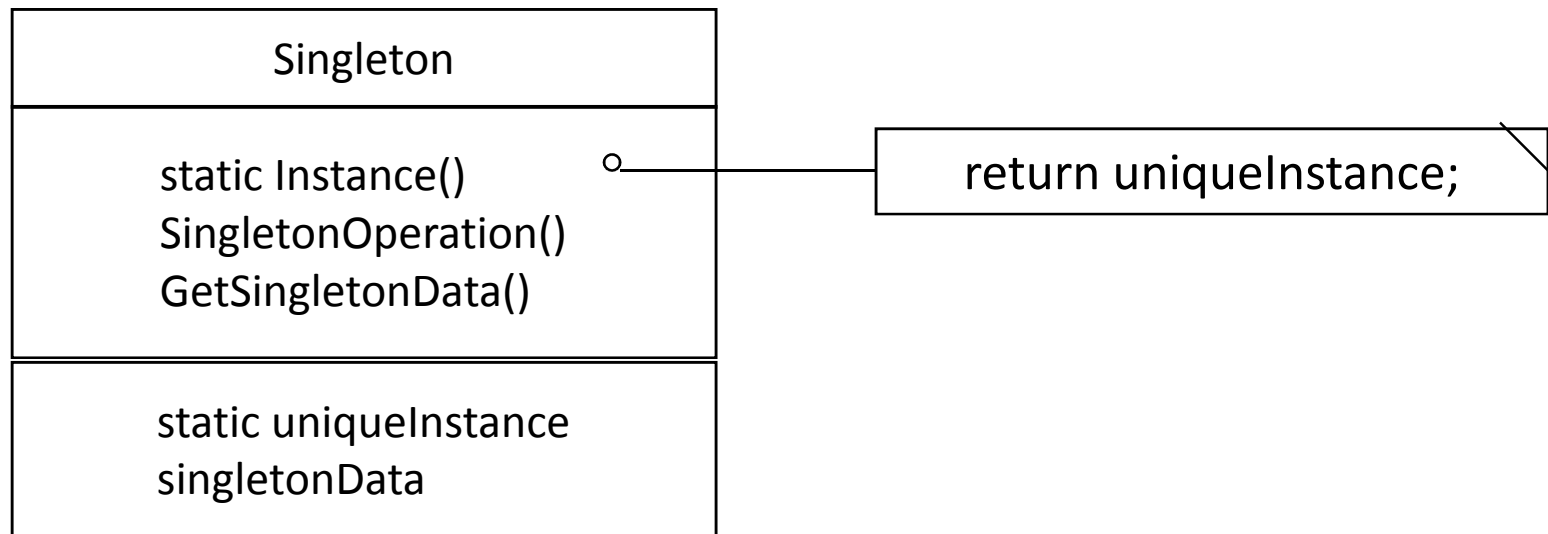 Singleton
static Instance()
return uniqueInstance;
SingletonOperation()
GetSingletonData()
static uniqueInstance
singletonData